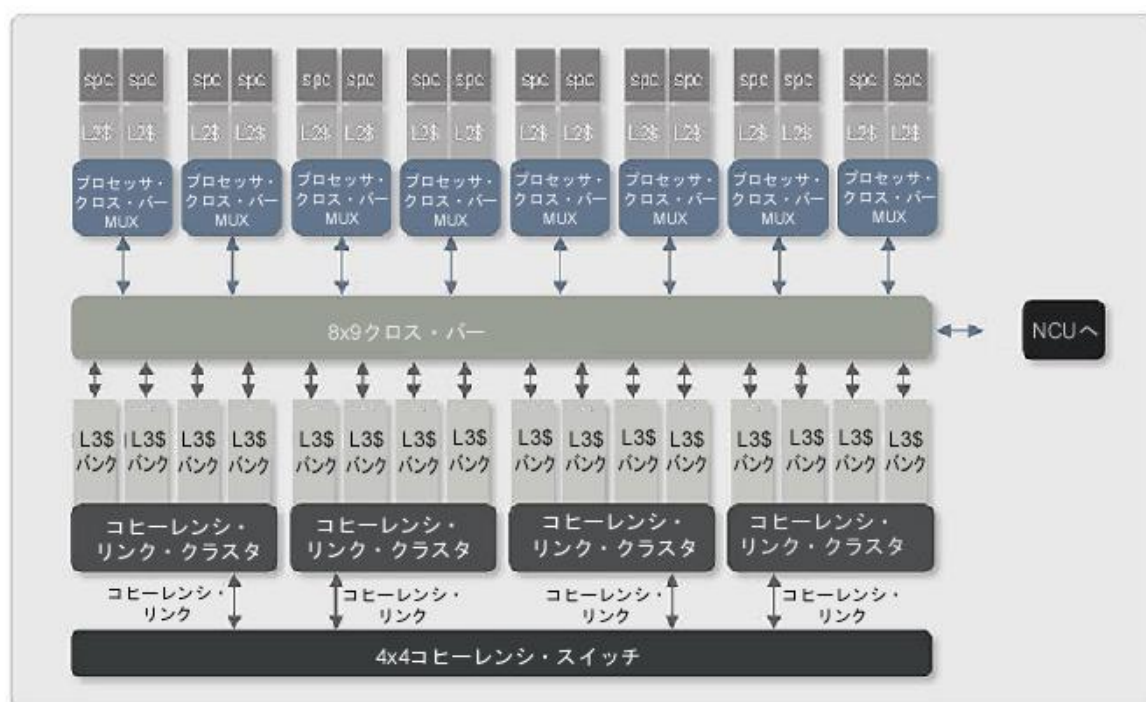 spc spc spc spc spc spc spc spc spc spc spc spc spc spc spc spc
L2$ L2$ L2$ L2$ L2$ L2$ L2$ L2$ L2$ L2$ L2$ L2$ L2$ L2$ L2$ L2$
プロセッサ・
クロス・バー
MUX
プロセッサ・
クロス・バー
MUX
プロセッサ・
クロス・バー
MUX
プロセッサ・
クロス・バー
MUX
プロセッサ・
クロス・バー
MUX
プロセッサ・
クロス・バー
MUX
プロセッサ・
クロス・バー
MUX
プロセッサ・
クロス・バー
MUX
8x9クロス・バー
NCUへ
L3$
バンク
L3$
バンク
L3$
バンク
L3$
バンク
L3$
バンク
L3$
バンク
L3$
バンク
L3$
バンク
L3$
バンク
L3$
バンク
L3$
バンク
L3$
バンク
L3$
バンク
L3$
バンク
L3$
バンク
L3$
バンク
コヒーレンシ・
リンク・クラスタ
コヒーレンシ・
リンク・クラスタ
コヒーレンシ・
リンク・クラスタ
コヒーレンシ・
リンク・クラスタ
コヒーレンシ・
リンク
コヒーレンシ・
リンク
コヒーレンシ・
リンク
コヒーレンシ・
リンク
4x4コヒーレンシ・スイッチ